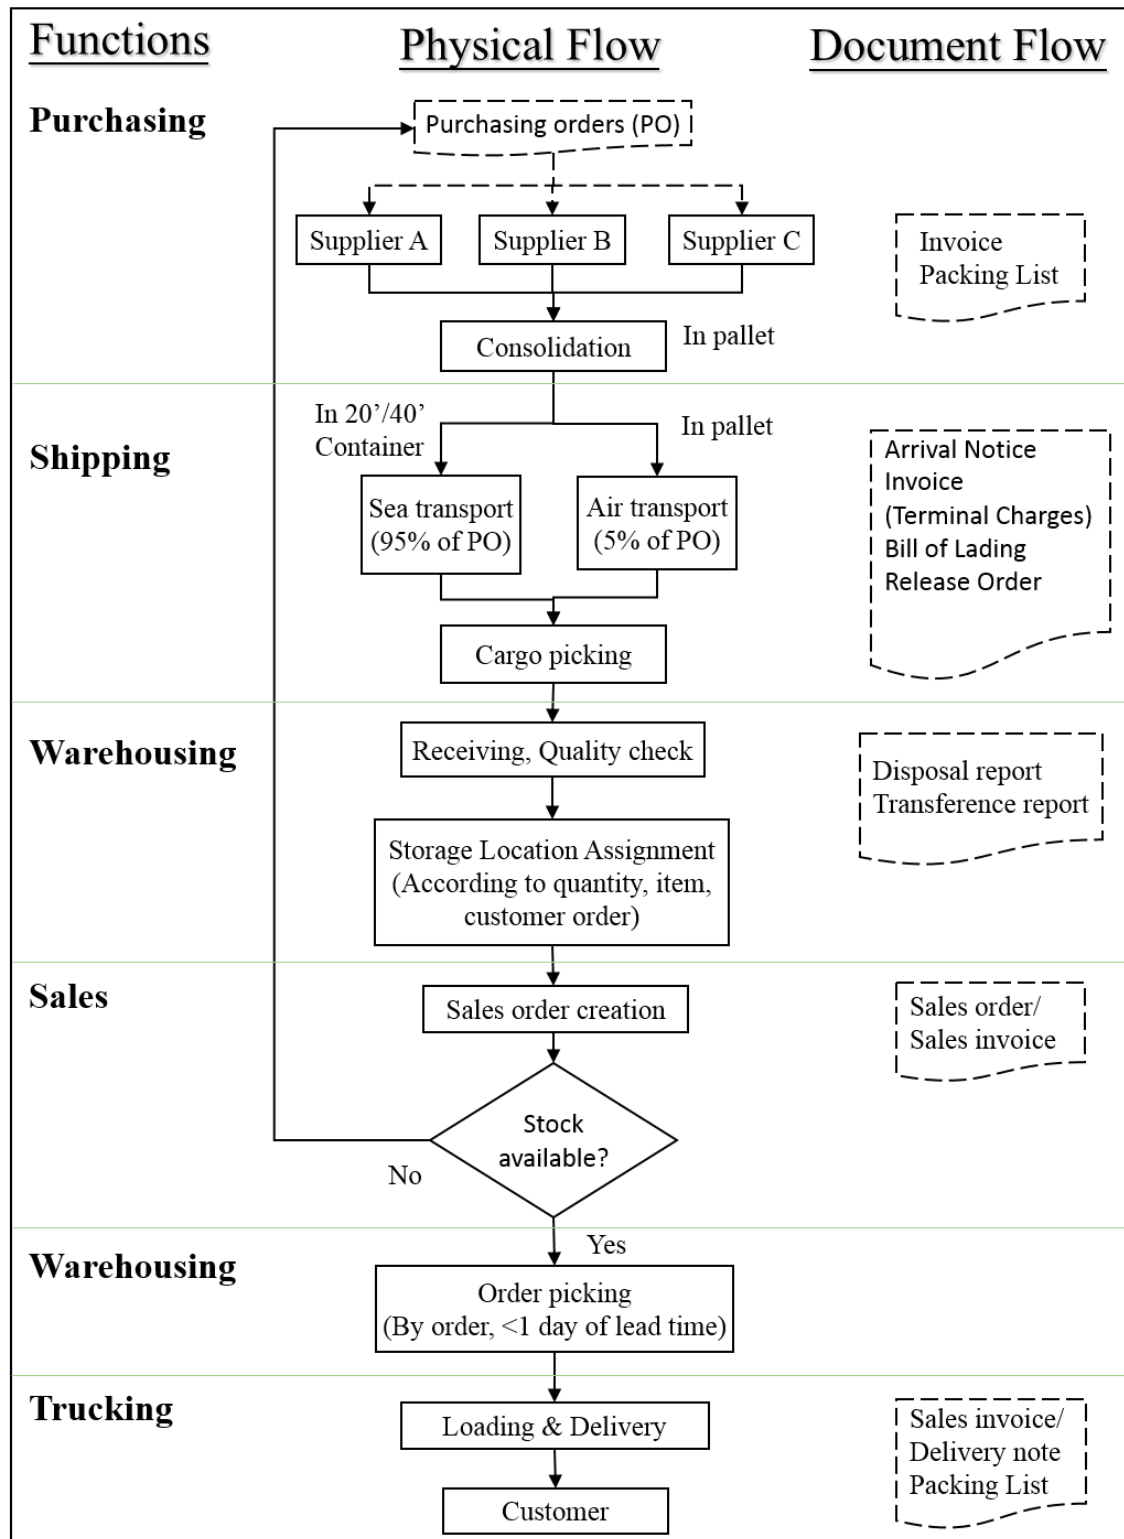 Functions
Physical Flow
Document Flow
Purchasing
Purchasing orders (PO)
Supplier A
Supplier B
Supplier C
Invoice
Packing List
Consolidation
In pallet
Shipping
In 20’/40’
Container
In pallet
Sea transport
(95% of PO)
Air transport
(5% of PO)
Arrival Notice
Invoice
(Terminal Charges)
Bill of Lading
Release Order
Cargo picking
Warehousing
Receiving, Quality check
Disposal report
Transference report
Storage Location Assignment
(According to quantity, item,
customer order)
Sales
Sales order creation
Sales order/
Sales invoice
Stock
available?
No
Yes
Warehousing
Order picking
(By order, <1 day of lead time)
Trucking
Loading & Delivery
Sales invoice/
Delivery note
Packing List
Customer